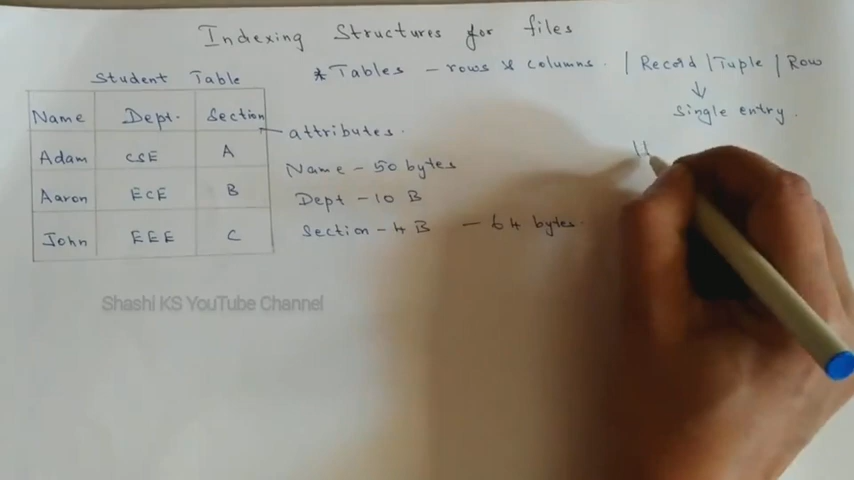 Indexing Structures for files
Student Table
*Tables - rows & columns. | Record | Tuple | Row
↓
Single entry.
Name Dept. Section
attributes.
Adam CSE A
Name - 50 bytes
Aaron ECE B
Dept - 10 B
John EEE C
Section - 4 B - 64 bytes.
Shashi KS YouTube Channel